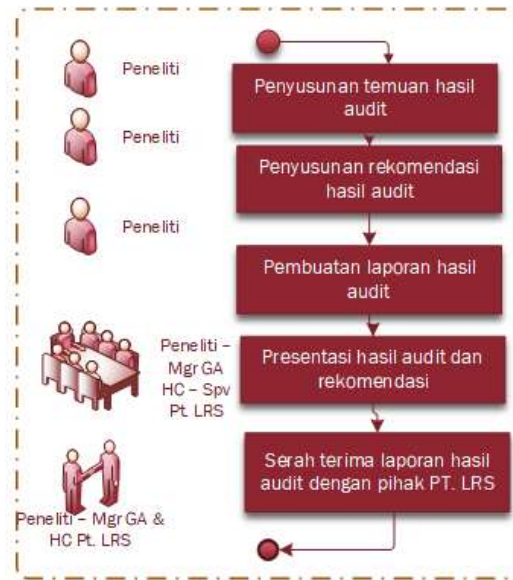 Peneliti
Penyusunan temuan hasil
audit
Peneliti
Penyusunan rekomendasi
hasil audit
Peneliti
Pembuatan laporan hasil
audit
Peneliti –
Mgr GA
HC – Spv
Pt. LRS
Presentasi hasil audit dan
rekomendasi
Serah terima laporan hasil
audit dengan pihak PT. LRS
Peneliti – Mgr GA &
HC Pt. LRS